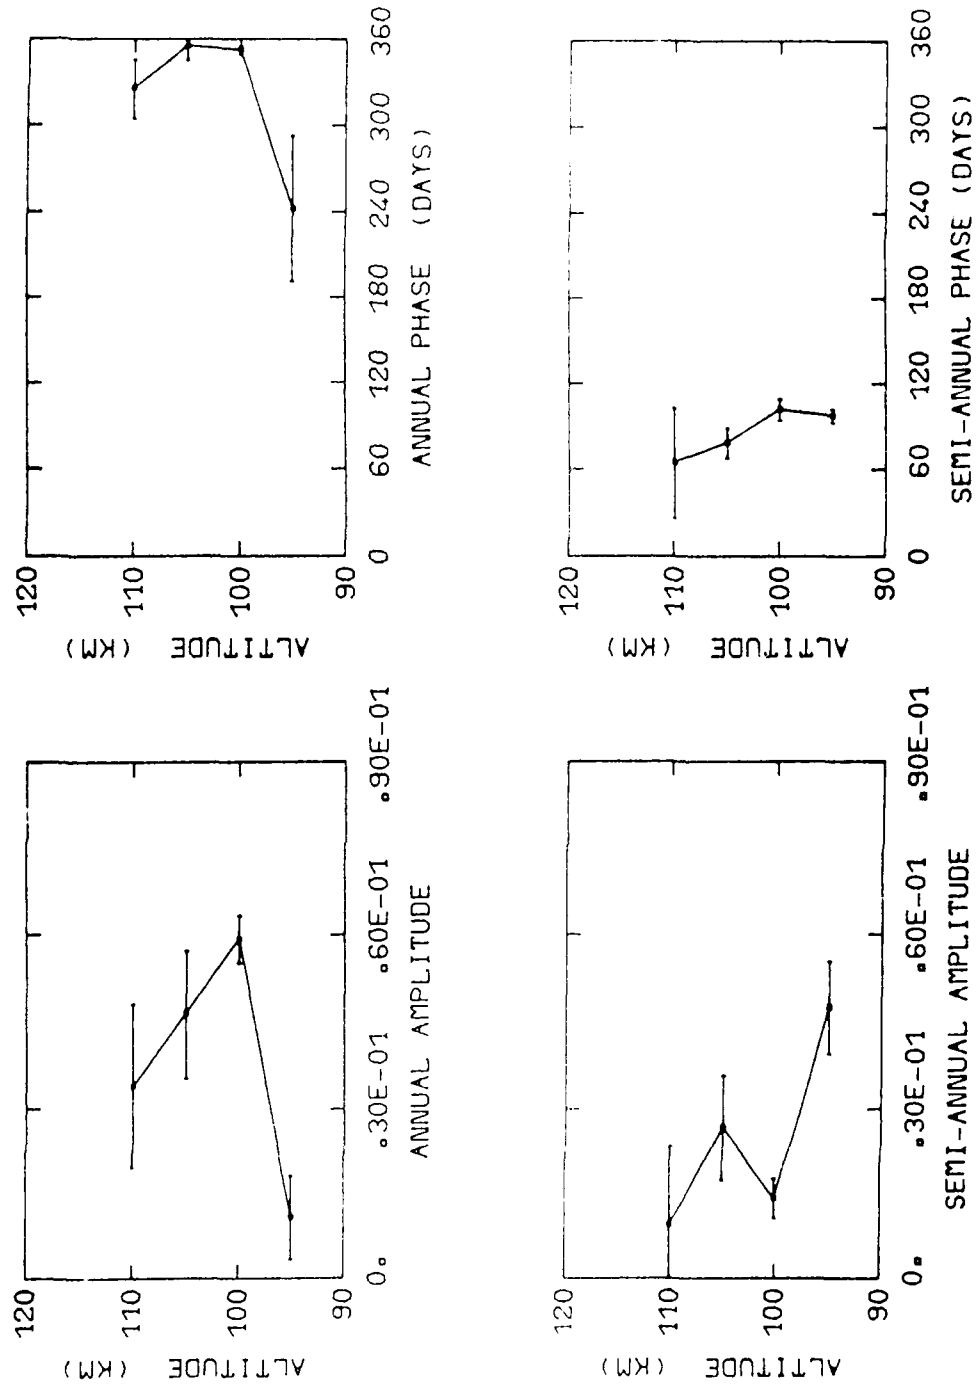 120
110
100
90
ALTITUDE
(KM)
0.
.30E-01
.60E-01
.90E-01
ANNUAL AMPLITUDE
120
110
100
90
ALTITUDE
(KM)
0
60
120
180
240
300
360
ANNUAL PHASE (DAYS)
120
110
100
90
ALTITUDE
(KM)
0.
.30E-01
.60E-01
.90E-01
SEMI-ANNUAL AMPLITUDE
120
110
100
90
ALTITUDE
(KM)
0
60
120
180
240
300
360
SEMI-ANNUAL PHASE (DAYS)